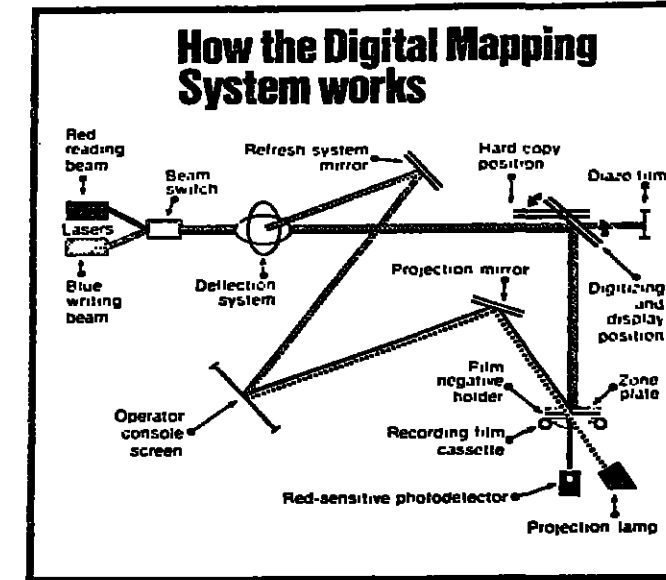 How the Digital Mapping
System works
Red
reading
beam
Beam
switch
Refresh system
mirror
Hard copy
position
Diazo film
Lasers
Blue
writing
beam
Deflection
system
Projection mirror
Digitizing
and
display
position
Operator
console
screen
Film
negative
holder
Zone
plate
Recording film
cassette
Red-sensitive photodetector
Projection lamp